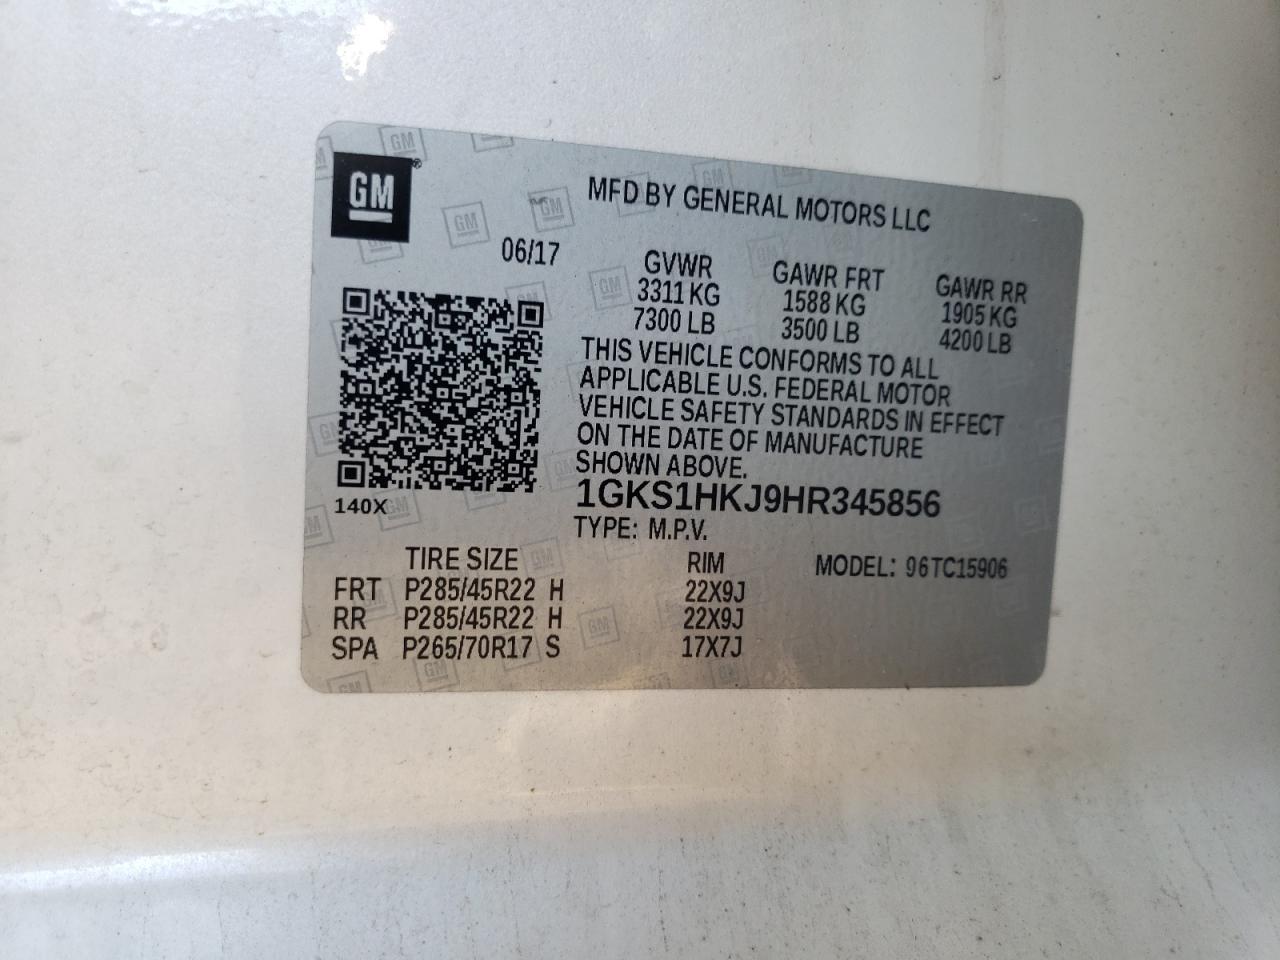 GM
MFD BY GENERAL MOTORS LLC
06/17
GVWR GAWR FRT GAWR RR
3311 KG 1588 KG 1905 KG
7300 LB 3500 LB 4200 LB
THIS VEHICLE CONFORMS TO ALL
APPLICABLE U.S. FEDERAL MOTOR
VEHICLE SAFETY STANDARDS IN EFFECT
ON THE DATE OF MANUFACTURE
SHOWN ABOVE.
1GKS1HKJ9HR345856
140X
TYPE: M.P.V.
TIRE SIZE RIM MODEL: 96TC15906
FRT P285/45R22 H 22X9J
RR P285/45R22 H 22X9J
SPA P265/70R17 S 17X7J